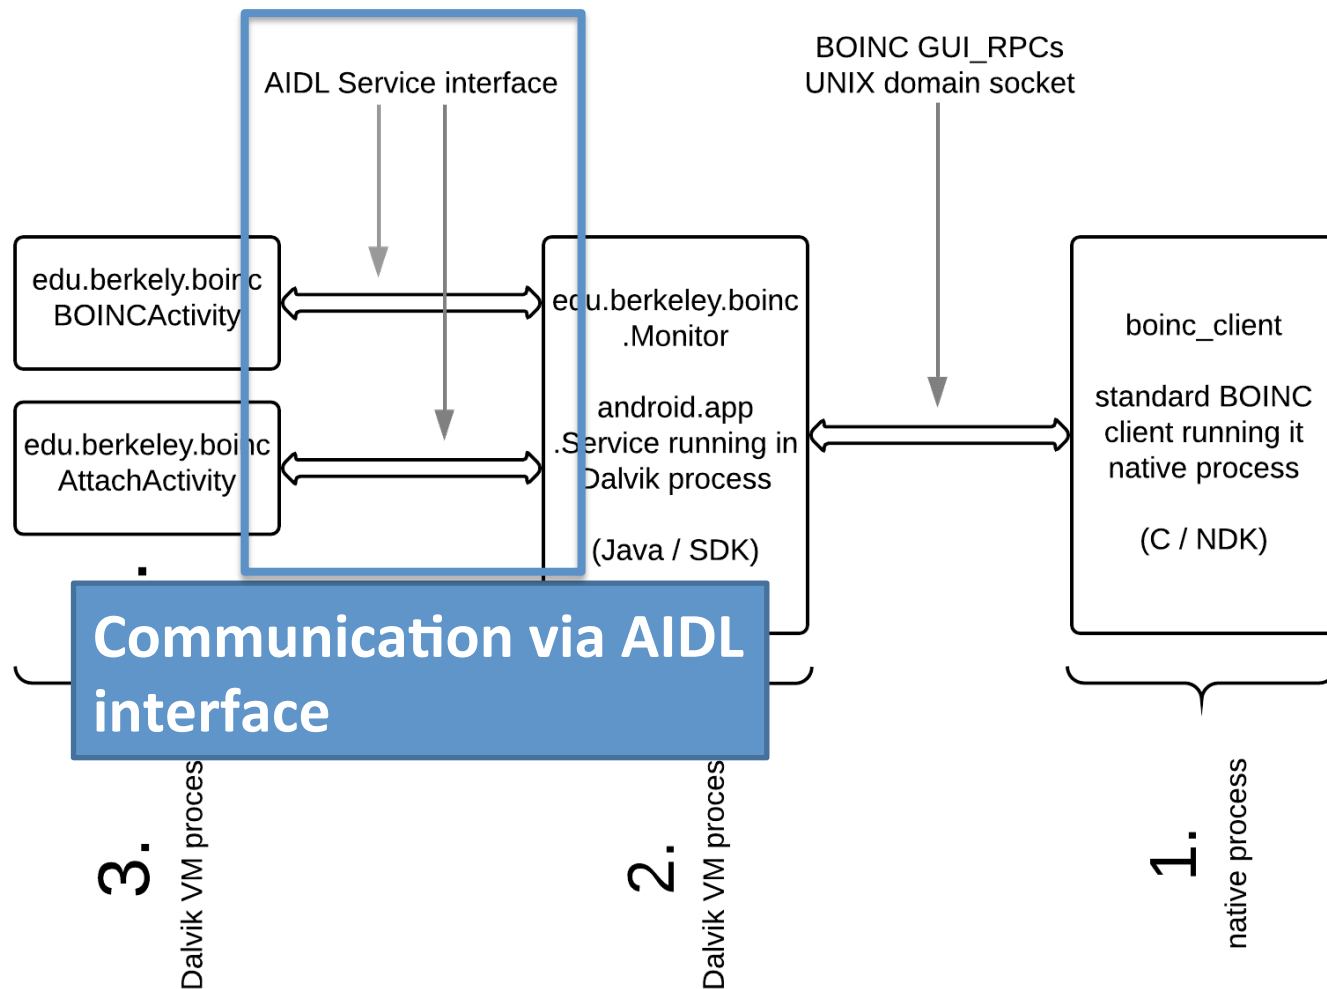 AIDL Service interface
BOINC GUI_RPCs
UNIX domain socket
edu.berkely.boinc
BOINCActivity
edu.berkeley.boinc
AttachActivity
edu.berkeley.boinc
.Monitor
android.app
.Service running in
Dalvik process
(Java / SDK)
boinc_client
standard BOINC
client running it
native process
(C / NDK)
Communication via AIDL
interface
3.
Dalvik VM proces
2.
Dalvik VM proces
1.
native process